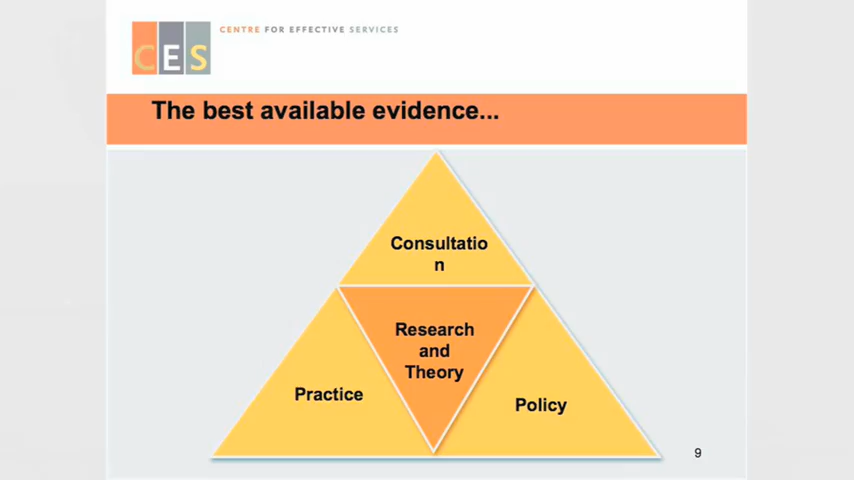 CES
CENTRE FOR EFFECTIVE SERVICES
The best available evidence...
Consultatio
n
Research
and
Theory
Practice
Policy
9